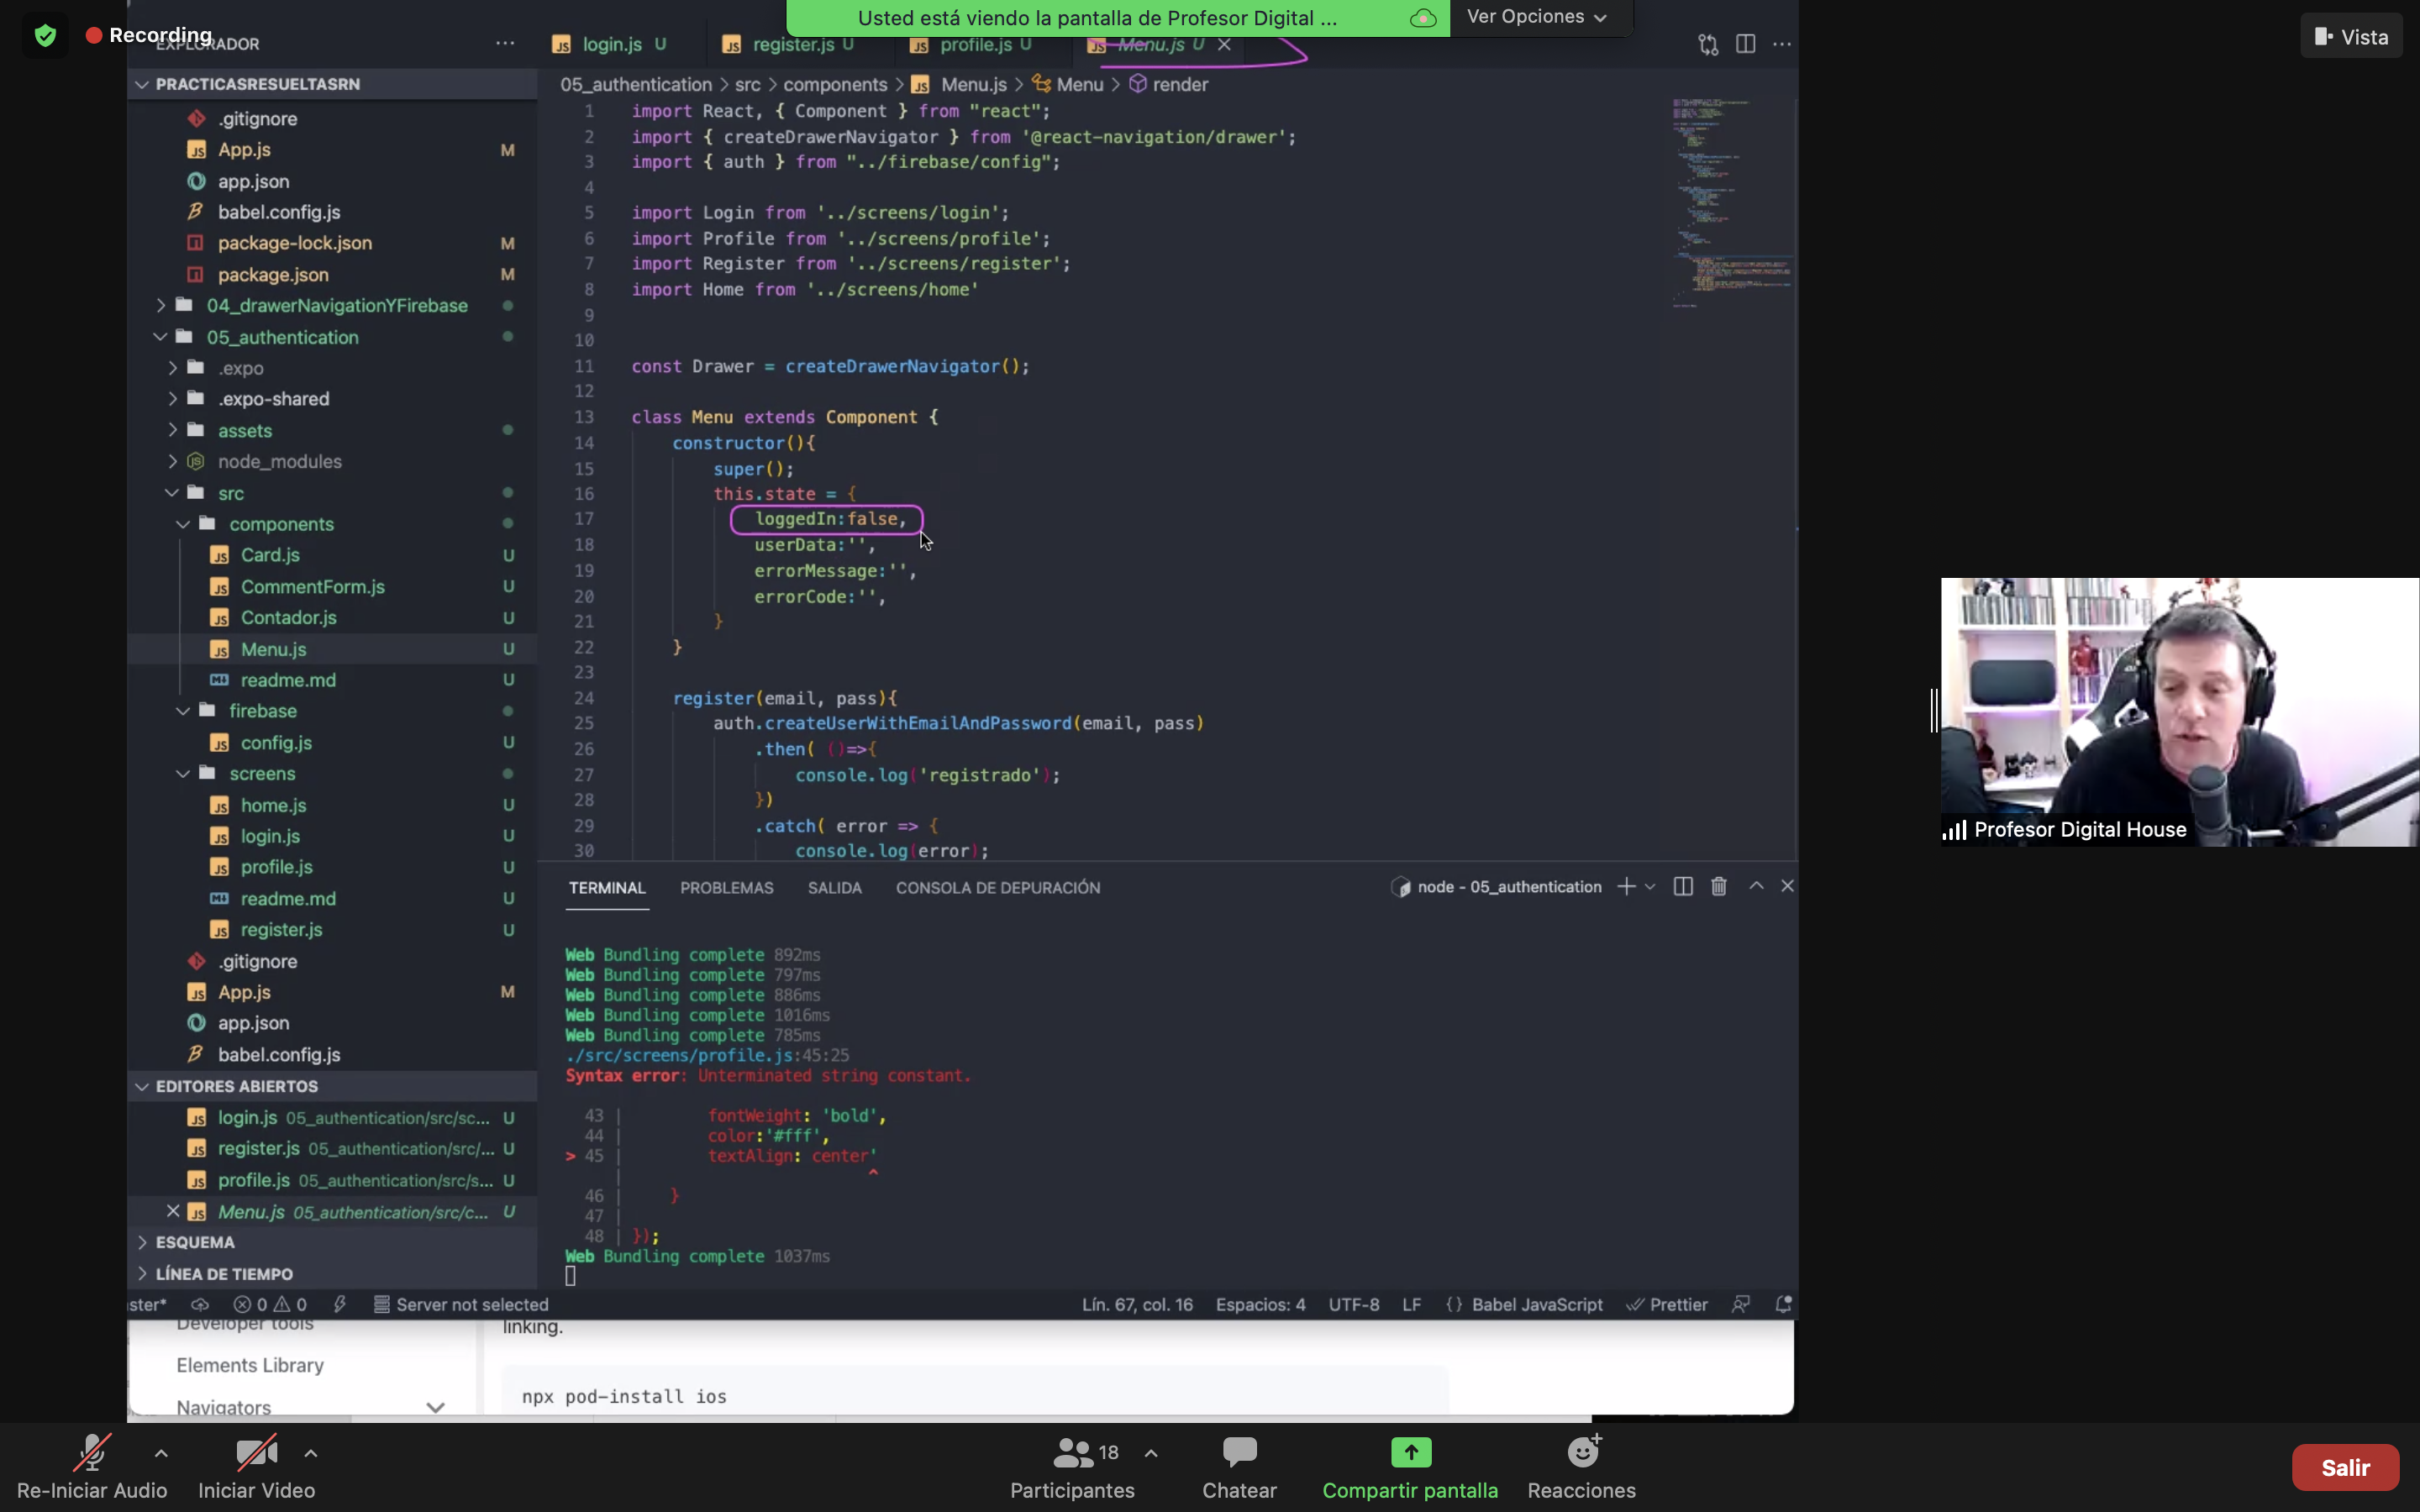 Recording
Usted está viendo la pantalla de Profesor Digital ...
Ver Opciones
Vista
EXPLORADOR
login.js U
register.js U
profile.js U
Menu.js U
PRACTICASRESUELTASRN
.gitignore
App.js M
app.json
babel.config.js
package-lock.json M
package.json M
04_drawerNavigationYFirebase
05_authentication
.expo
.expo-shared
assets
node_modules
src
components
Card.js U
CommentForm.js U
Contador.js U
Menu.js U
readme.md U
firebase
config.js U
screens
home.js U
login.js U
profile.js U
readme.md U
register.js U
.gitignore
App.js M
app.json
babel.config.js
EDITORES ABIERTOS
login.js 05_authentication/src/sc... U
register.js 05_authentication/src/... U
profile.js 05_authentication/src/s... U
Menu.js 05_authentication/src/c... U
ESQUEMA
LÍNEA DE TIEMPO
05_authentication > src > components > Menu.js > Menu > render
1 import React, { Component } from "react";
2 import { createDrawerNavigator } from '@react-navigation/drawer';
3 import { auth } from "../firebase/config";
4
5 import Login from '../screens/login';
6 import Profile from '../screens/profile';
7 import Register from '../screens/register';
8 import Home from '../screens/home'
9
10
11 const Drawer = createDrawerNavigator();
12
13 class Menu extends Component {
14 constructor(){
15 super();
16 this.state = {
17 loggedIn:false,
18 userData:'',
19 errorMessage:'',
20 errorCode:'',
21 }
22 }
23
24 register(email, pass){
25 auth.createUserWithEmailAndPassword(email, pass)
26 .then( ()=>{
27 console.log('registrado');
28 })
29 .catch( error => {
30 console.log(error);
TERMINAL PROBLEMAS SALIDA CONSOLA DE DEPURACIÓN
node - 05_authentication
Web Bundling complete 892ms
Web Bundling complete 797ms
Web Bundling complete 886ms
Web Bundling complete 1016ms
Web Bundling complete 785ms
./src/screens/profile.js:45:25
Syntax error: Unterminated string constant.
43 | fontWeight: 'bold',
44 | color:'#fff',
> 45 | textAlign: center'
| ^
46 | }
47 |
48 | });
Web Bundling complete 1037ms
ster* 0 0 Server not selected
Lín. 67, col. 16 Espacios: 4 UTF-8 LF {} Babel JavaScript Prettier
Developer tools
Elements Library
Navigators
linking.
npx pod-install ios
Profesor Digital House
Re-Iniciar Audio
Iniciar Video
18
Participantes
Chatear
Compartir pantalla
Reacciones
Salir